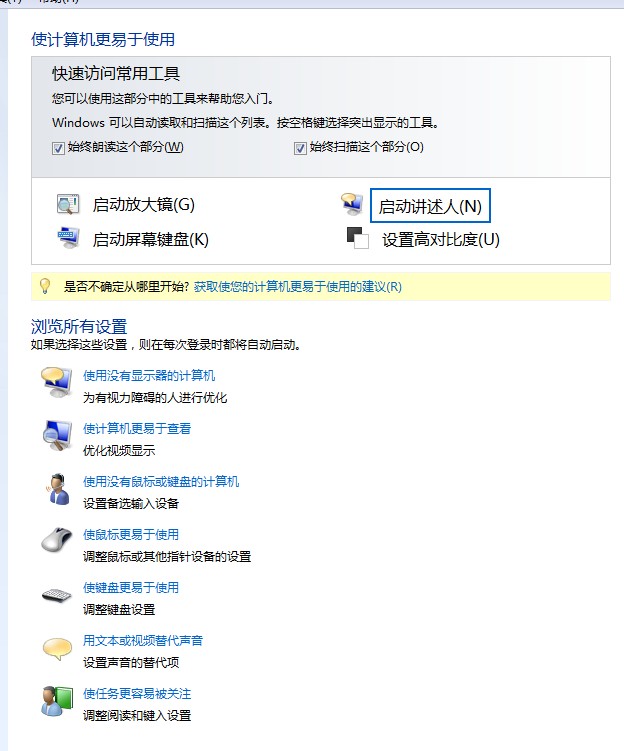 使计算机更易于使用
快速访问常用工具
您可以使用这部分中的工具来帮助您入门。
Windows 可以自动读取和扫描这个列表。按空格键选择突出显示的工具。
始终朗读这个部分(W) 始终扫描这个部分(O)
启动放大镜(G) 启动讲述人(N)
启动屏幕键盘(K) 设置高对比度(U)
是否不确定从哪里开始? 获取使您的计算机更易于使用的建议(R)
浏览所有设置
如果选择这些设置，则在每次登录时都将自动启动。
使用没有显示器的计算机
为有视力障碍的人进行优化
使计算机更易于查看
优化视频显示
使用没有鼠标或键盘的计算机
设置备选输入设备
使鼠标更易于使用
调整鼠标或其他指针设备的设置
使键盘更易于使用
调整键盘设置
用文本或视频替代声音
设置声音的替代项
使任务更容易被关注
调整阅读和键入设置